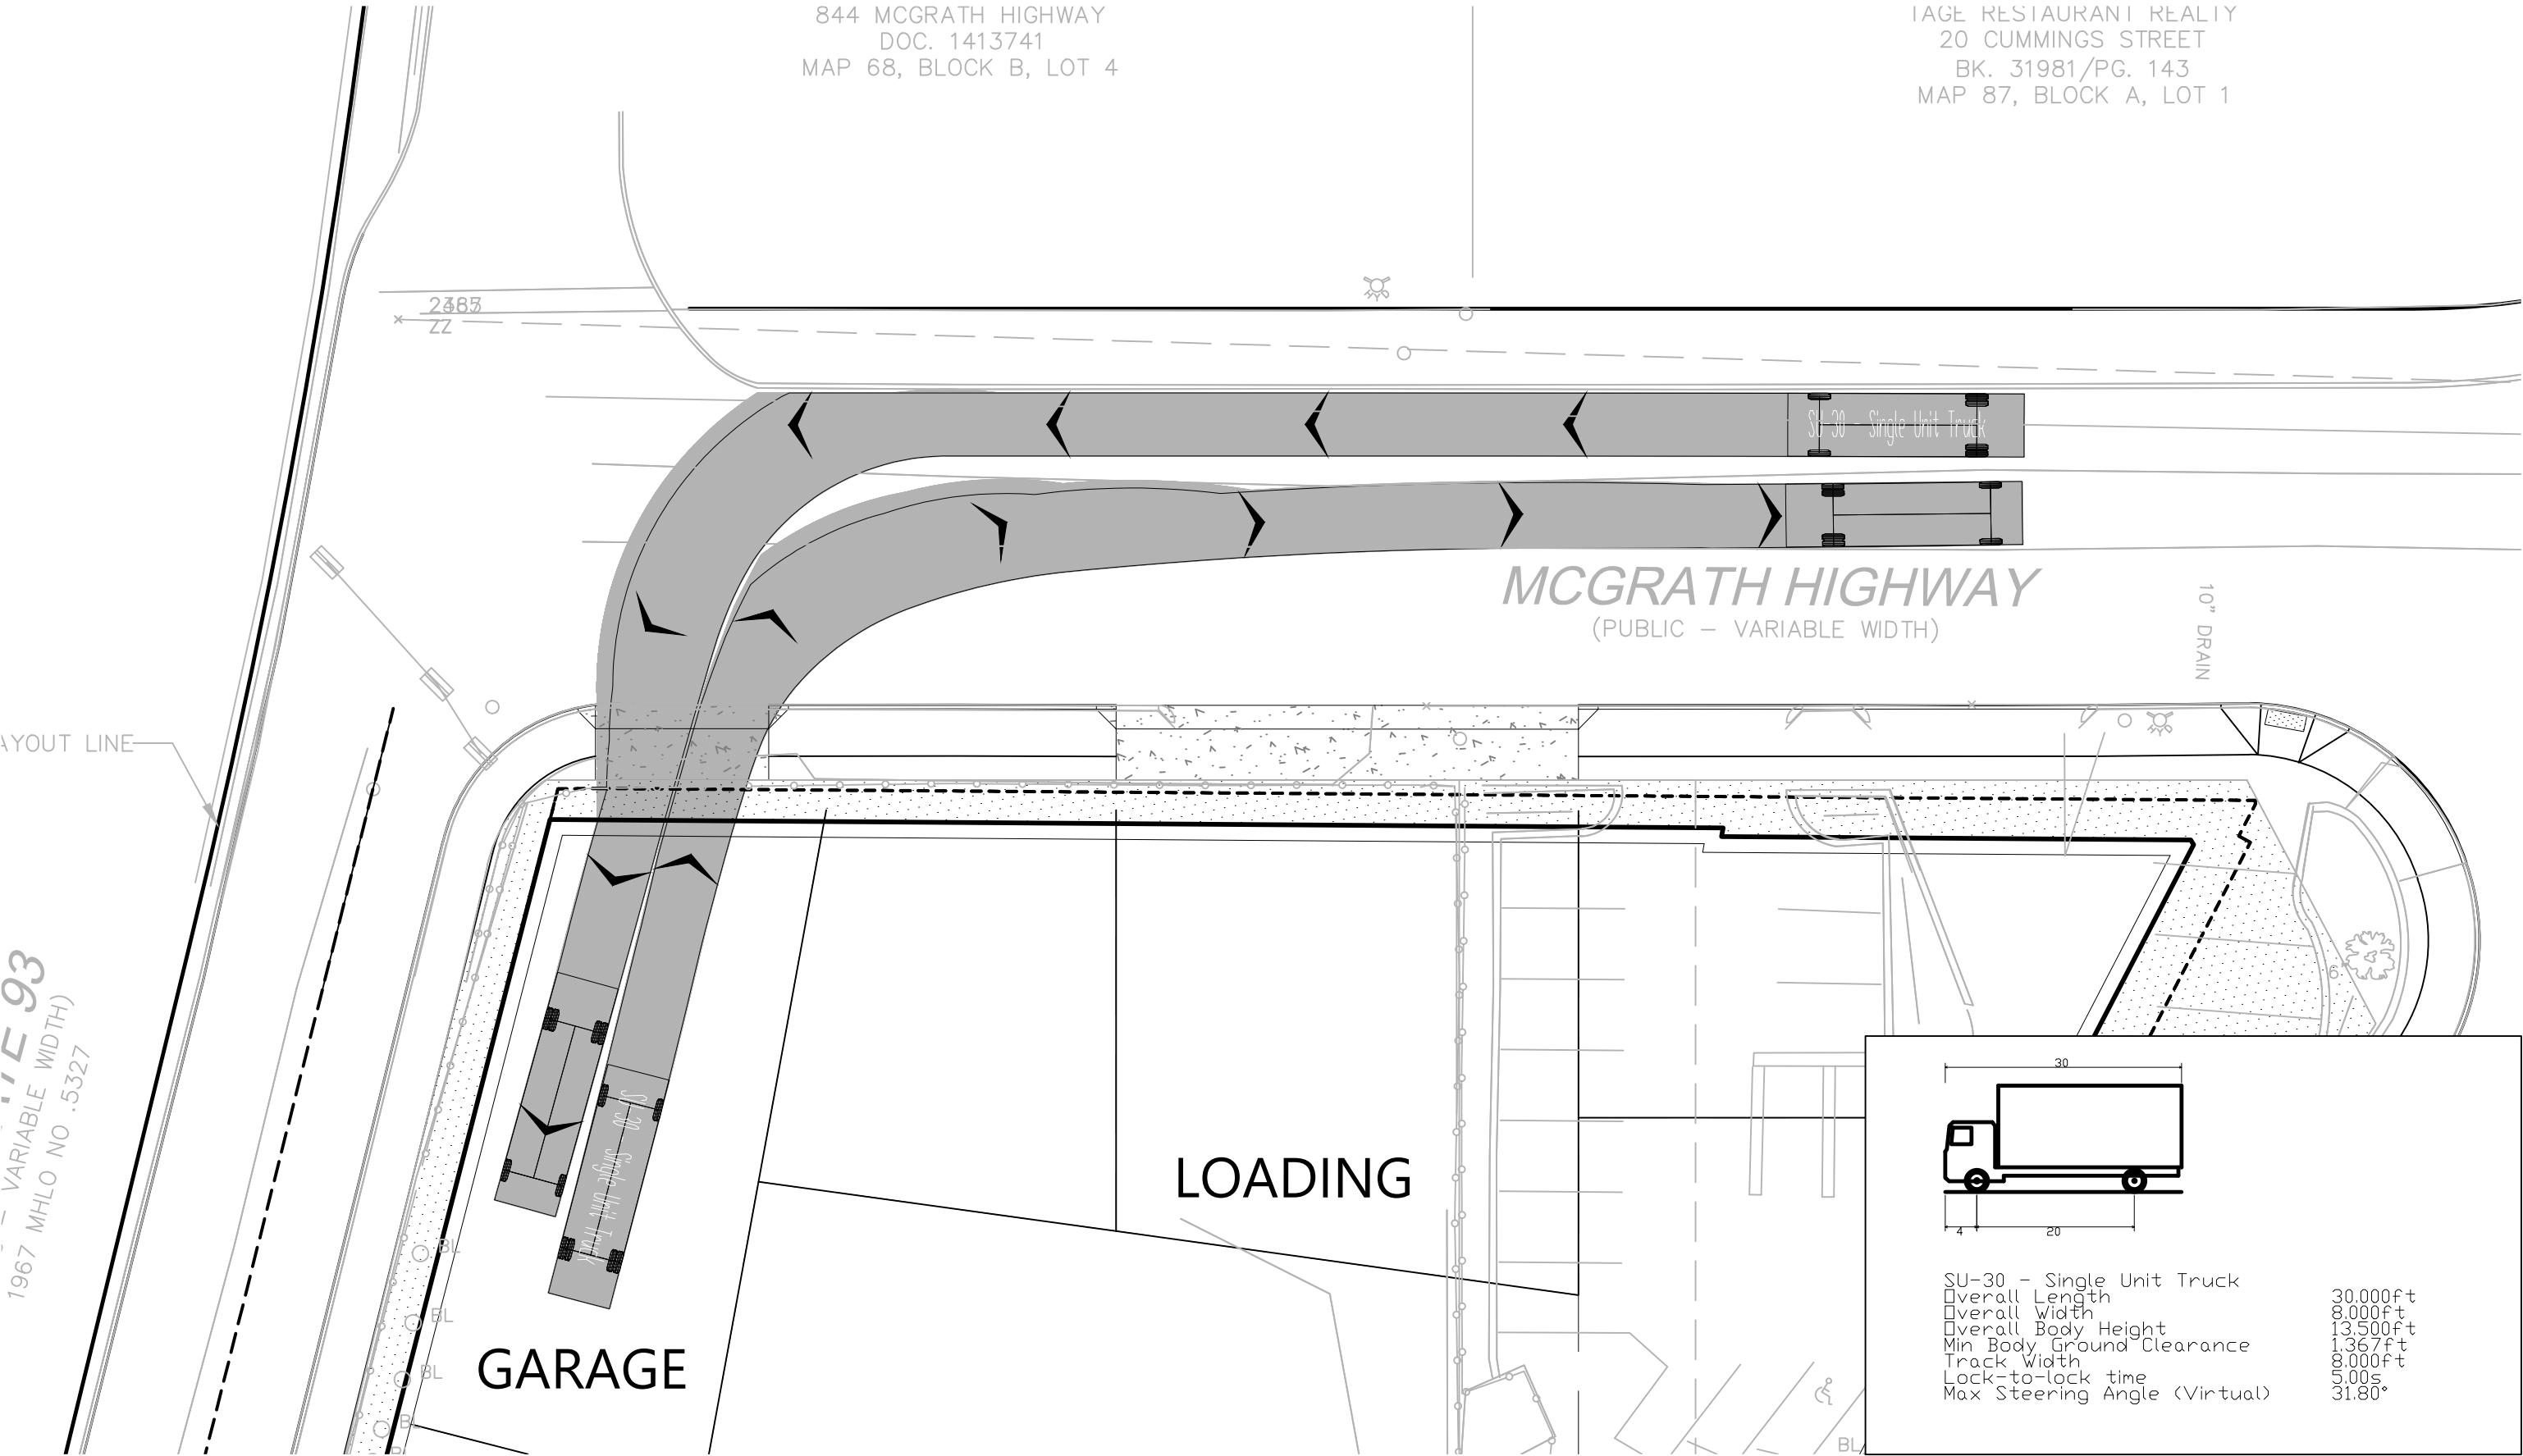 844 MCGRATH HIGHWAY
DOC. 1413741
MAP 68, BLOCK B, LOT 4
TAGE RESTAURANT REALTY
20 CUMMINGS STREET
BK. 31981/PG. 143
MAP 87, BLOCK A, LOT 1
ZZ
SU-30 - Single Unit Truck
MCGRATH HIGHWAY
(PUBLIC - VARIABLE WIDTH)
10" DRAIN
AYOUT LINE
93
- VARIABLE WIDTH)
1967 MHLO NO .5327
SU-30 - Single Unit Truck
6"
LOADING
GARAGE
BL
BL
BL
BL
BL
BL
30
4
20
SU-30 - Single Unit Truck
Overall Length 30.000ft
Overall Width 8.000ft
Overall Body Height 13.500ft
Min Body Ground Clearance 1.367ft
Track Width 8.000ft
Lock-to-lock time 5.00s
Max Steering Angle (Virtual) 31.80°